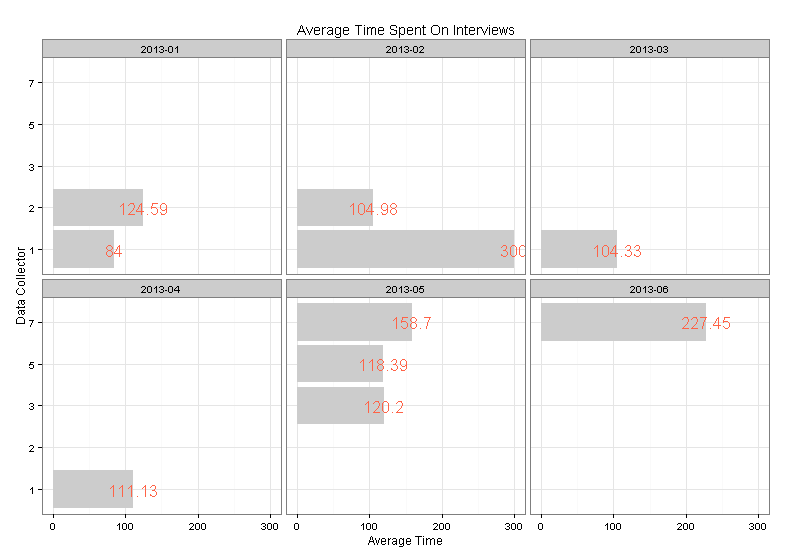 Average Time Spent On Interviews
2013-01 2013-02 2013-03
7
5
3
2 124.59 104.98
1 84 300 104.33
Data Collector
2013-04 2013-05 2013-06
7 158.7 227.45
5 118.39
3 120.2
2
1 111.13
0 100 200 300 0 100 200 300 0 100 200 300
Average Time